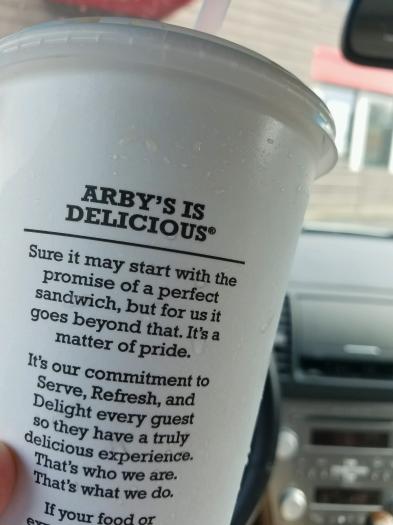 ARBY'S IS
DELICIOUS®
Sure it may start with the
promise of a perfect
sandwich, but for us it
goes beyond that. It's a
matter of pride.
It's our commitment to
Serve, Refresh, and
Delight every guest
so they have a truly
delicious experience.
That's who we are.
That's what we do.
If your food or